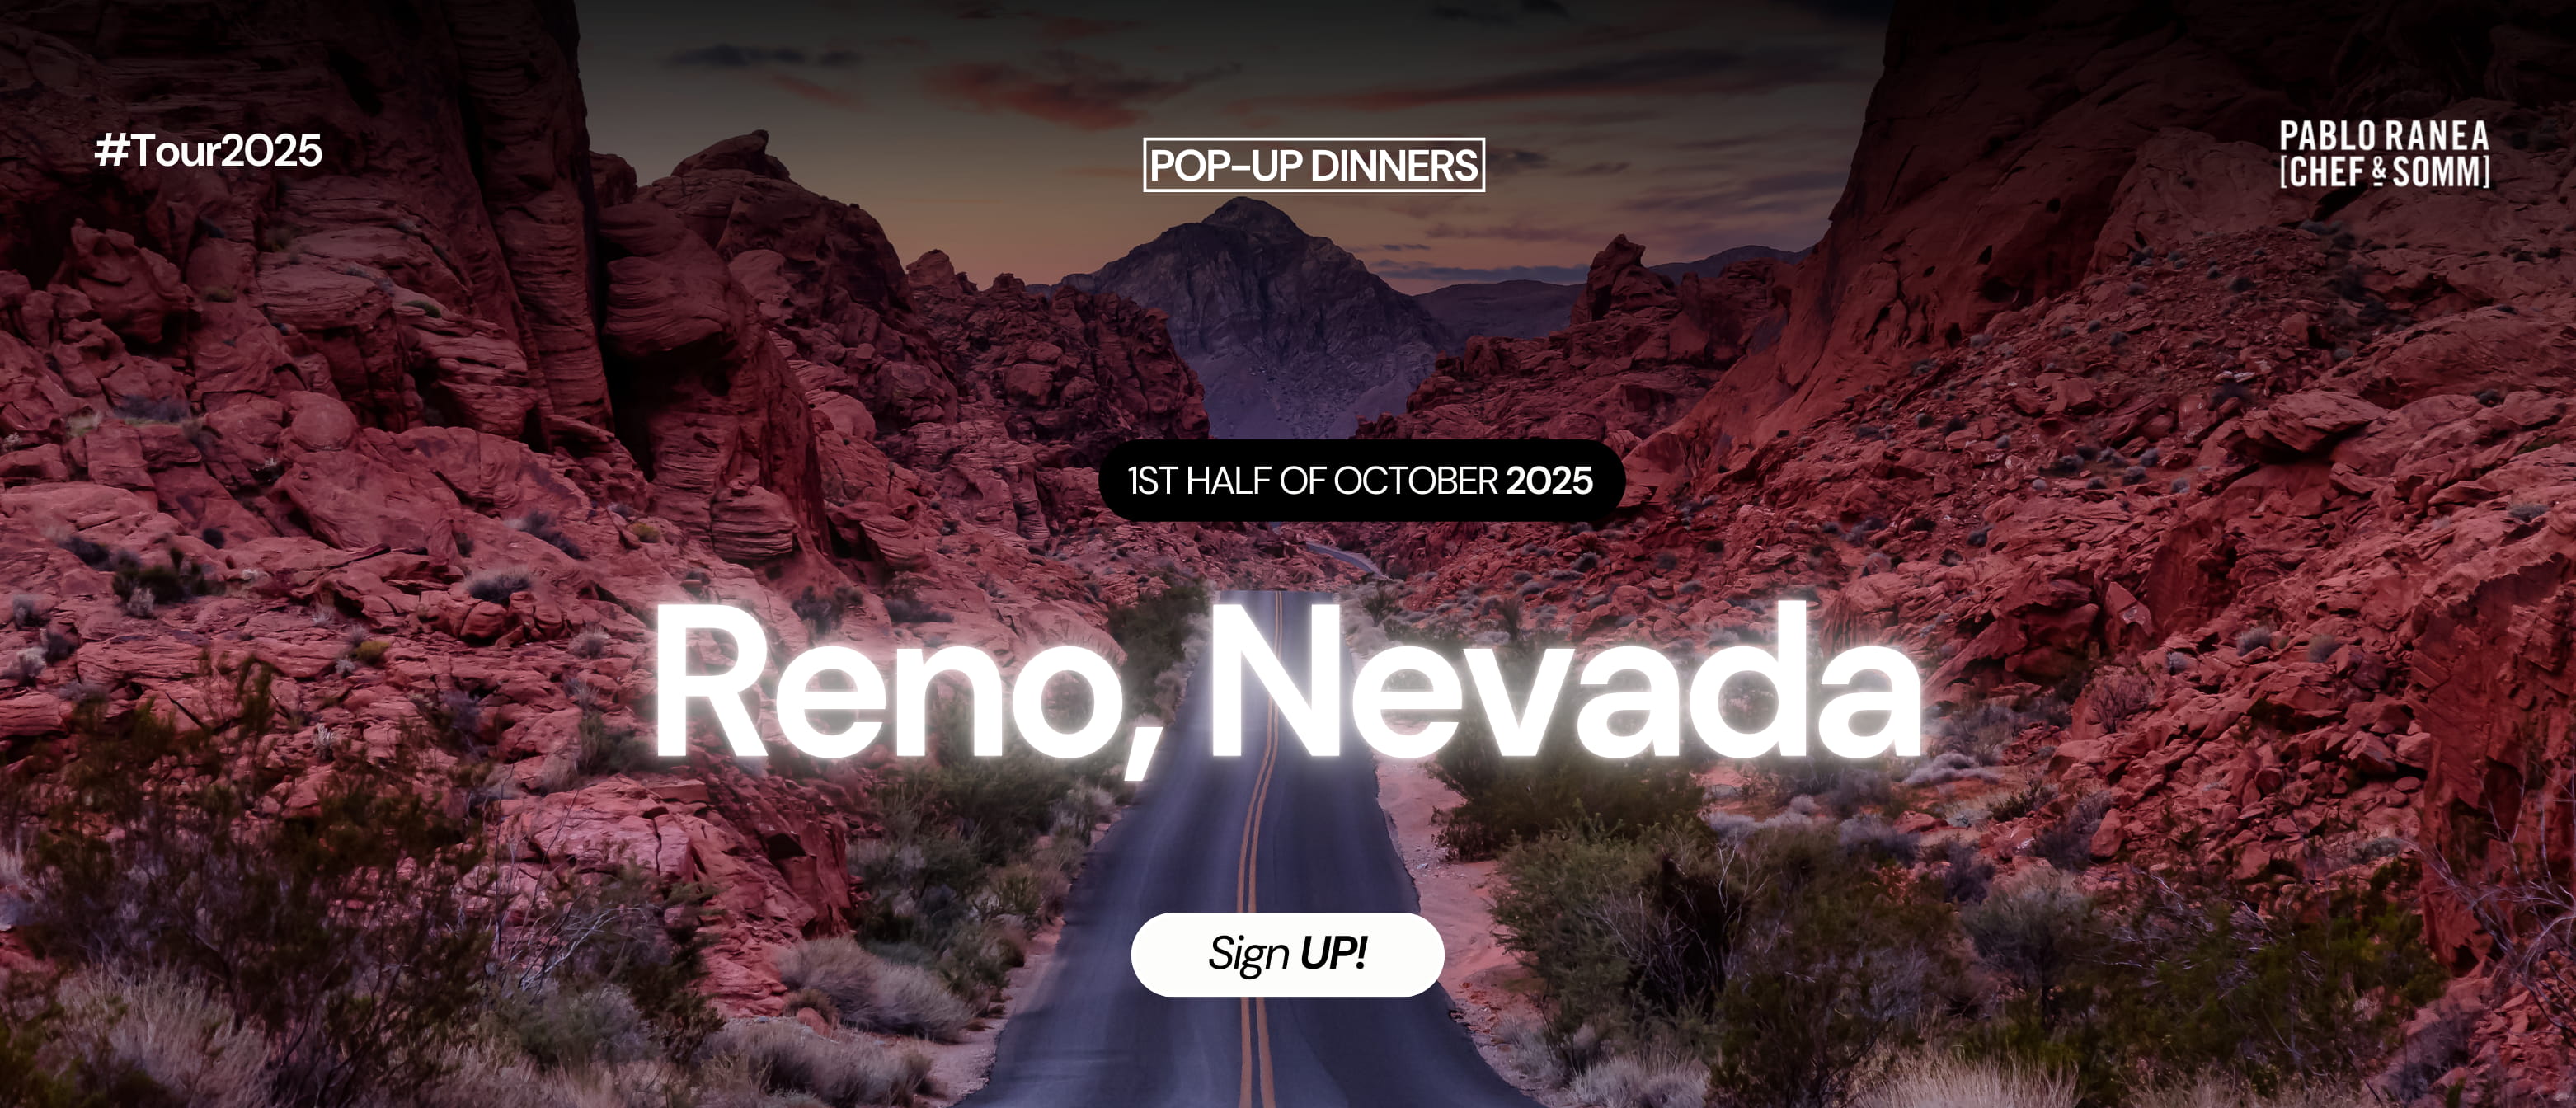 #Tour2025
POP-UP DINNERS
PABLO RANEA
[CHEF & SOMM]
1ST HALF OF OCTOBER 2025
Reno, Nevada
Sign UP!